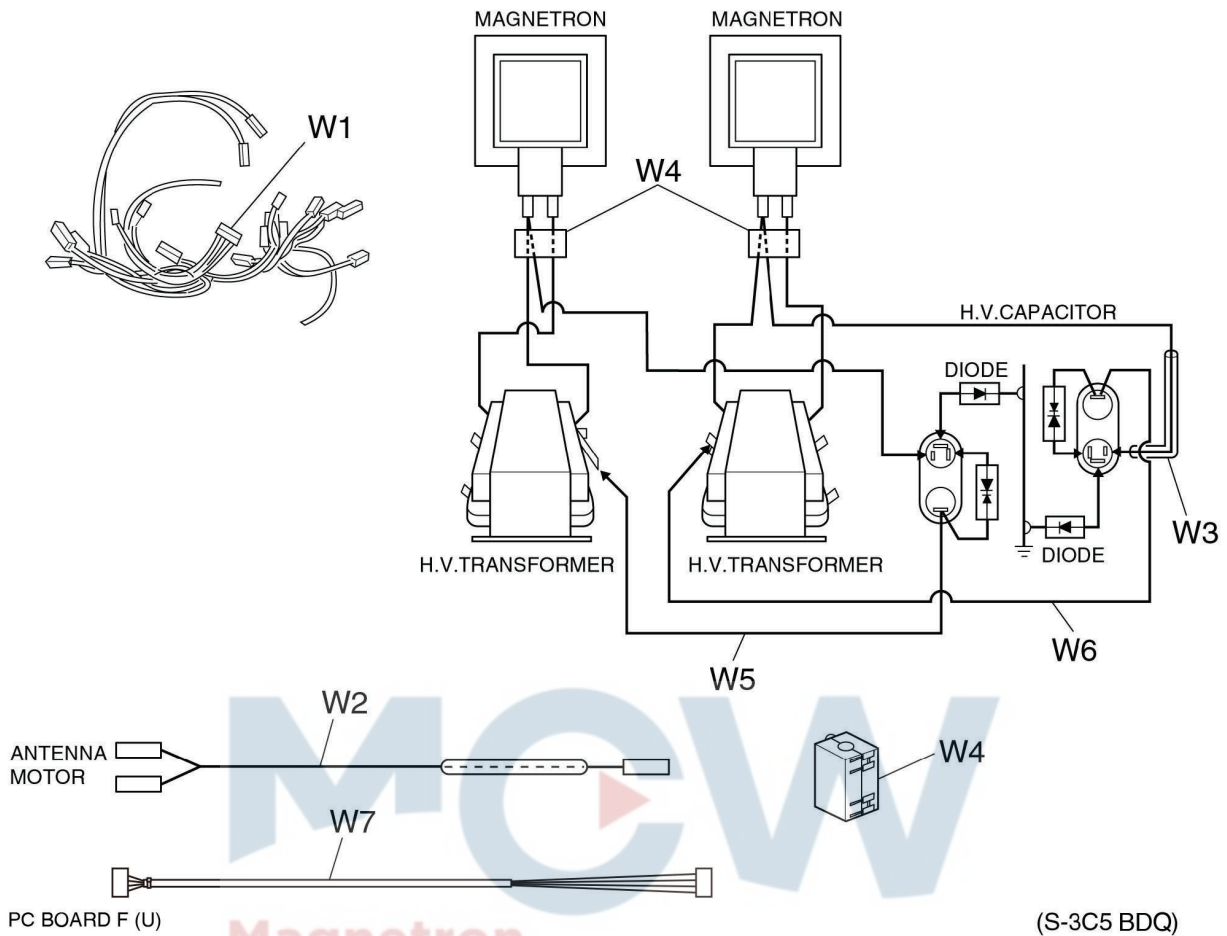 MAGNETRON
MAGNETRON
W1
W4
H.V.CAPACITOR
DIODE
W3
H.V.TRANSFORMER
H.V.TRANSFORMER
DIODE
W6
W5
W2
ANTENNA
MOTOR
W4
W7
MCW
PC BOARD F (U)
Magnetron
(S-3C5 BDQ)